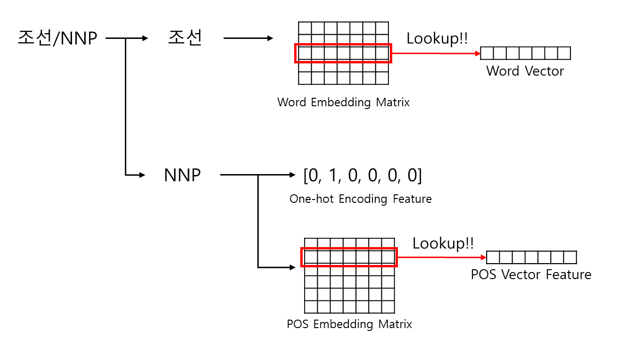 조선/NNP
조선
Lookup!!
Word Vector
Word Embedding Matrix
NNP
[0, 1, 0, 0, 0, 0]
One-hot Encoding Feature
Lookup!!
POS Vector Feature
POS Embedding Matrix